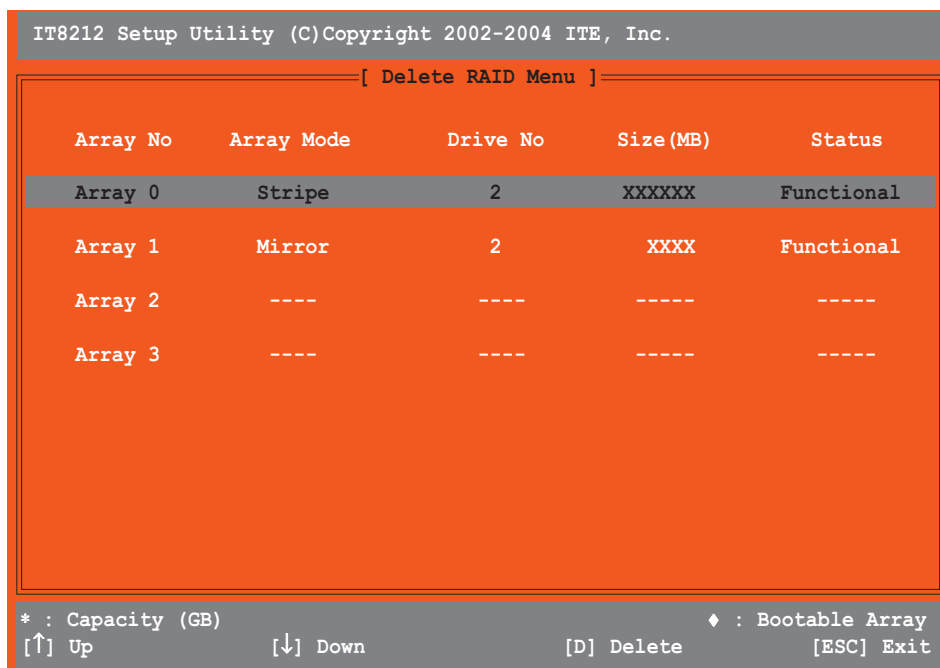 IT8212 Setup Utility (C)Copyright 2002-2004 ITE, Inc.
[ Delete RAID Menu ]
Array No Array Mode Drive No Size(MB) Status
Array 0 Stripe 2 XXXXXX Functional
Array 1 Mirror 2 XXXX Functional
Array 2 ---- ---- ----- -----
Array 3 ---- ---- ----- -----
* : Capacity (GB) ♦ : Bootable Array
[↑] Up [↓] Down [D] Delete [ESC] Exit